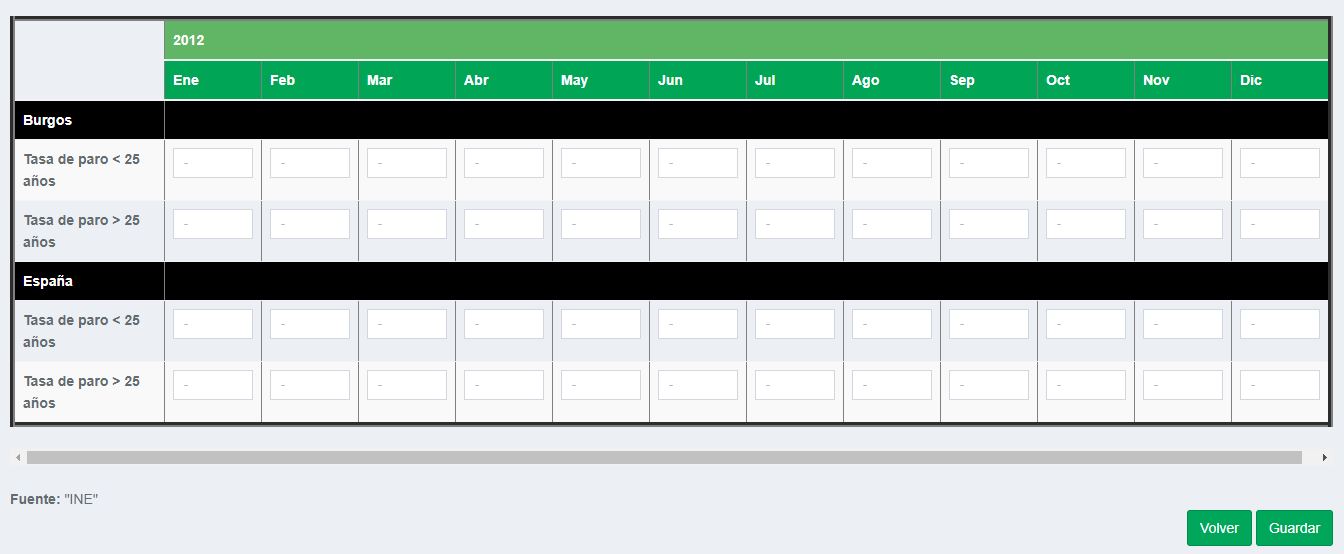 2012
Ene Feb Mar Abr May Jun Jul Ago Sep Oct Nov Dic
Burgos
Tasa de paro < 25
años
- - - - - - - - - - - -
Tasa de paro > 25
años
- - - - - - - - - - - -
España
Tasa de paro < 25
años
- - - - - - - - - - - -
Tasa de paro > 25
años
- - - - - - - - - - - -
Fuente: "INE"
Volver Guardar